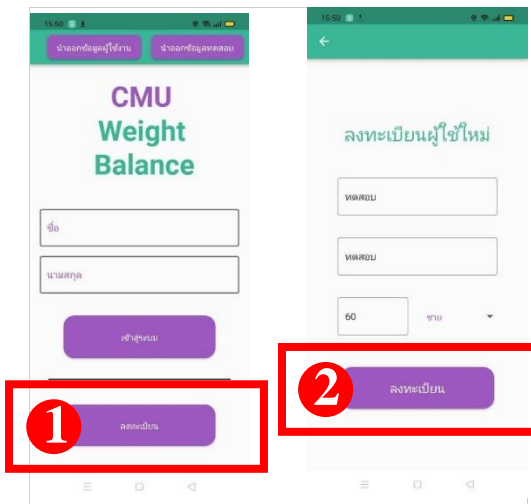 15:50
นำออกข้อมูลผู้ใช้งาน
นำออกข้อมูลทดสอบ
CMU
Weight
Balance
ชื่อ
นามสกุล
เข้าสู่ระบบ
1
ลงทะเบียน
15:50
ลงทะเบียนผู้ใช้ใหม่
ทดสอบ
ทดสอบ
60
ชาย
2
ลงทะเบียน